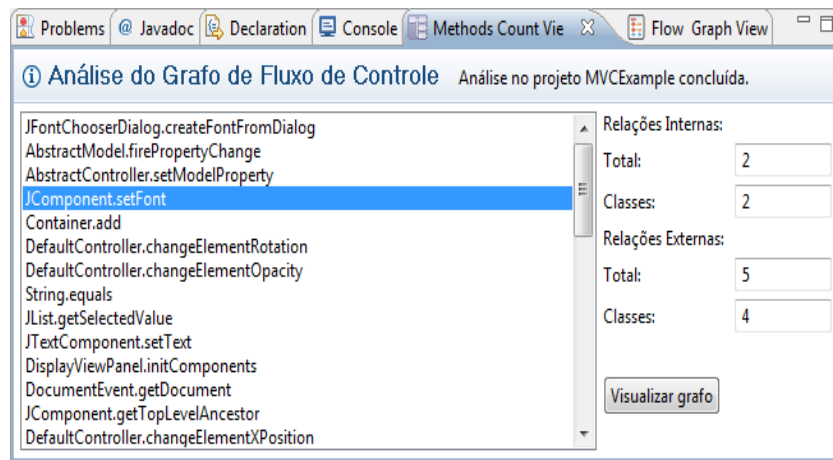 Problems @ Javadoc Declaration Console Methods Count Vie Flow Graph View
Análise do Grafo de Fluxo de Controle Análise no projeto MVCExample concluída.
JFontChooserDialog.createFontFromDialog
AbstractModel.firePropertyChange
AbstractController.setModelProperty
JComponent.setFont
Container.add
DefaultController.changeElementRotation
DefaultController.changeElementOpacity
String.equals
JList.getSelectedValue
JTextComponent.setText
DisplayViewPanel.initComponents
DocumentEvent.getDocument
JComponent.getTopLevelAncestor
DefaultController.changeElementXPosition
Relações Internas:
Total: 2
Classes: 2
Relações Externas:
Total: 5
Classes: 4
Visualizar grafo